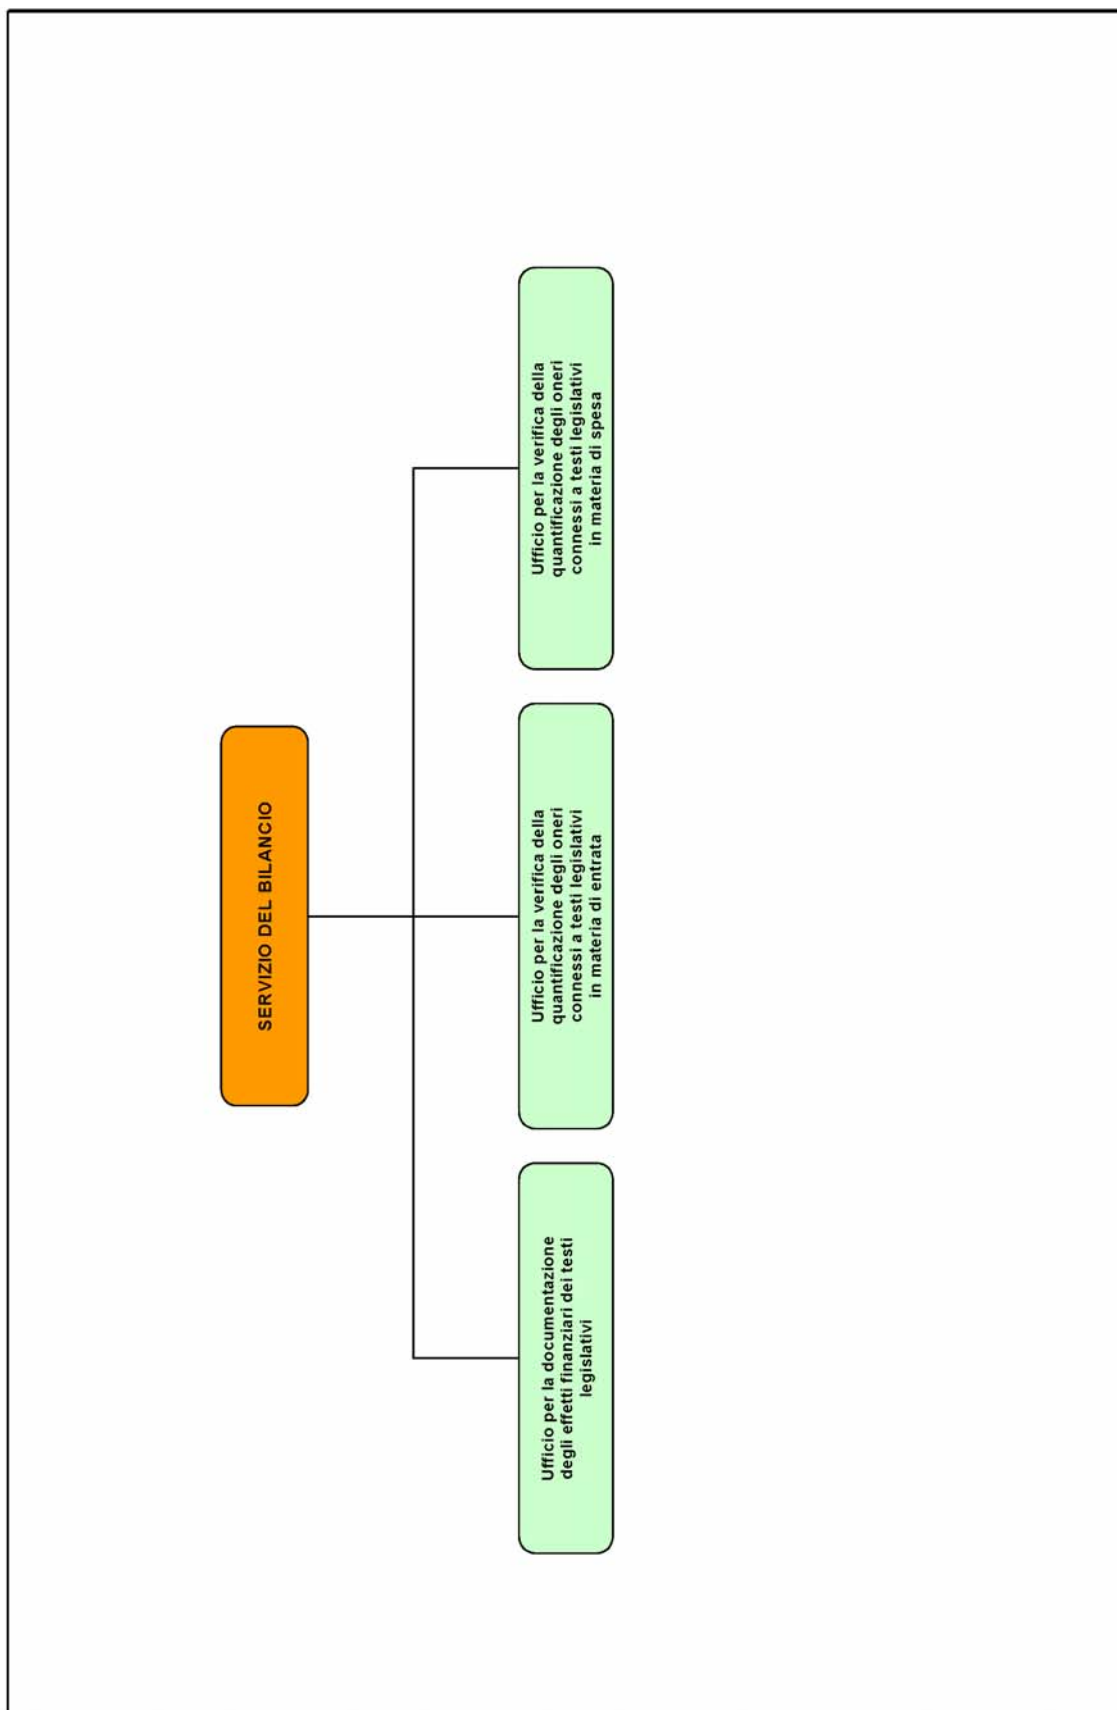 SERVIZIO DEL BILANCIO
Ufficio per la documentazione
degli effetti finanziari dei testi
legislativi
Ufficio per la verifica della
quantificazione degli oneri
connessi a testi legislativi
in materia di entrata
Ufficio per la verifica della
quantificazione degli oneri
connessi a testi legislativi
in materia di spesa